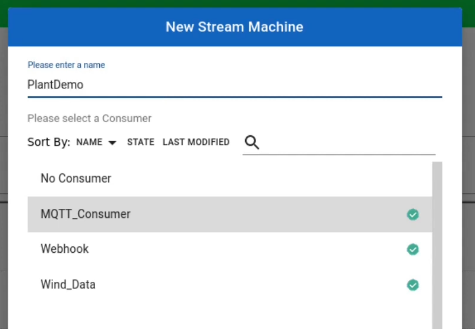 New Stream Machine
Please enter a name
PlantDemo
Please select a Consumer
Sort By: NAME STATE LAST MODIFIED
No Consumer
MQTT_Consumer
Webhook
Wind_Data